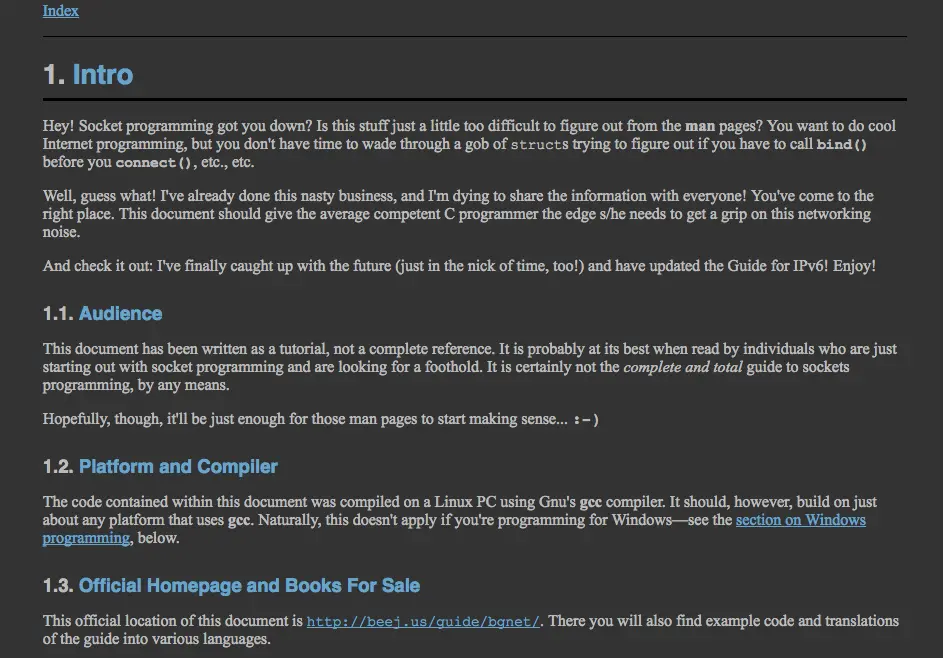 Index
1. Intro
Hey! Socket programming got you down? Is this stuff just a little too difficult to figure out from the man pages? You want to do cool
Internet programming, but you don't have time to wade through a gob of structs trying to figure out if you have to call bind()
before you connect(), etc., etc.
Well, guess what! I've already done this nasty business, and I'm dying to share the information with everyone! You've come to the
right place. This document should give the average competent C programmer the edge s/he needs to get a grip on this networking
noise.
And check it out: I've finally caught up with the future (just in the nick of time, too!) and have updated the Guide for IPv6! Enjoy!
1.1. Audience
This document has been written as a tutorial, not a complete reference. It is probably at its best when read by individuals who are just
starting out with socket programming and are looking for a foothold. It is certainly not the complete and total guide to sockets
programming, by any means.
Hopefully, though, it'll be just enough for those man pages to start making sense... :-)
1.2. Platform and Compiler
The code contained within this document was compiled on a Linux PC using Gnu's gcc compiler. It should, however, build on just
about any platform that uses gcc. Naturally, this doesn't apply if you're programming for Windows—see the section on Windows
programming, below.
1.3. Official Homepage and Books For Sale
This official location of this document is http://beej.us/guide/bgnet/. There you will also find example code and translations
of the guide into various languages.